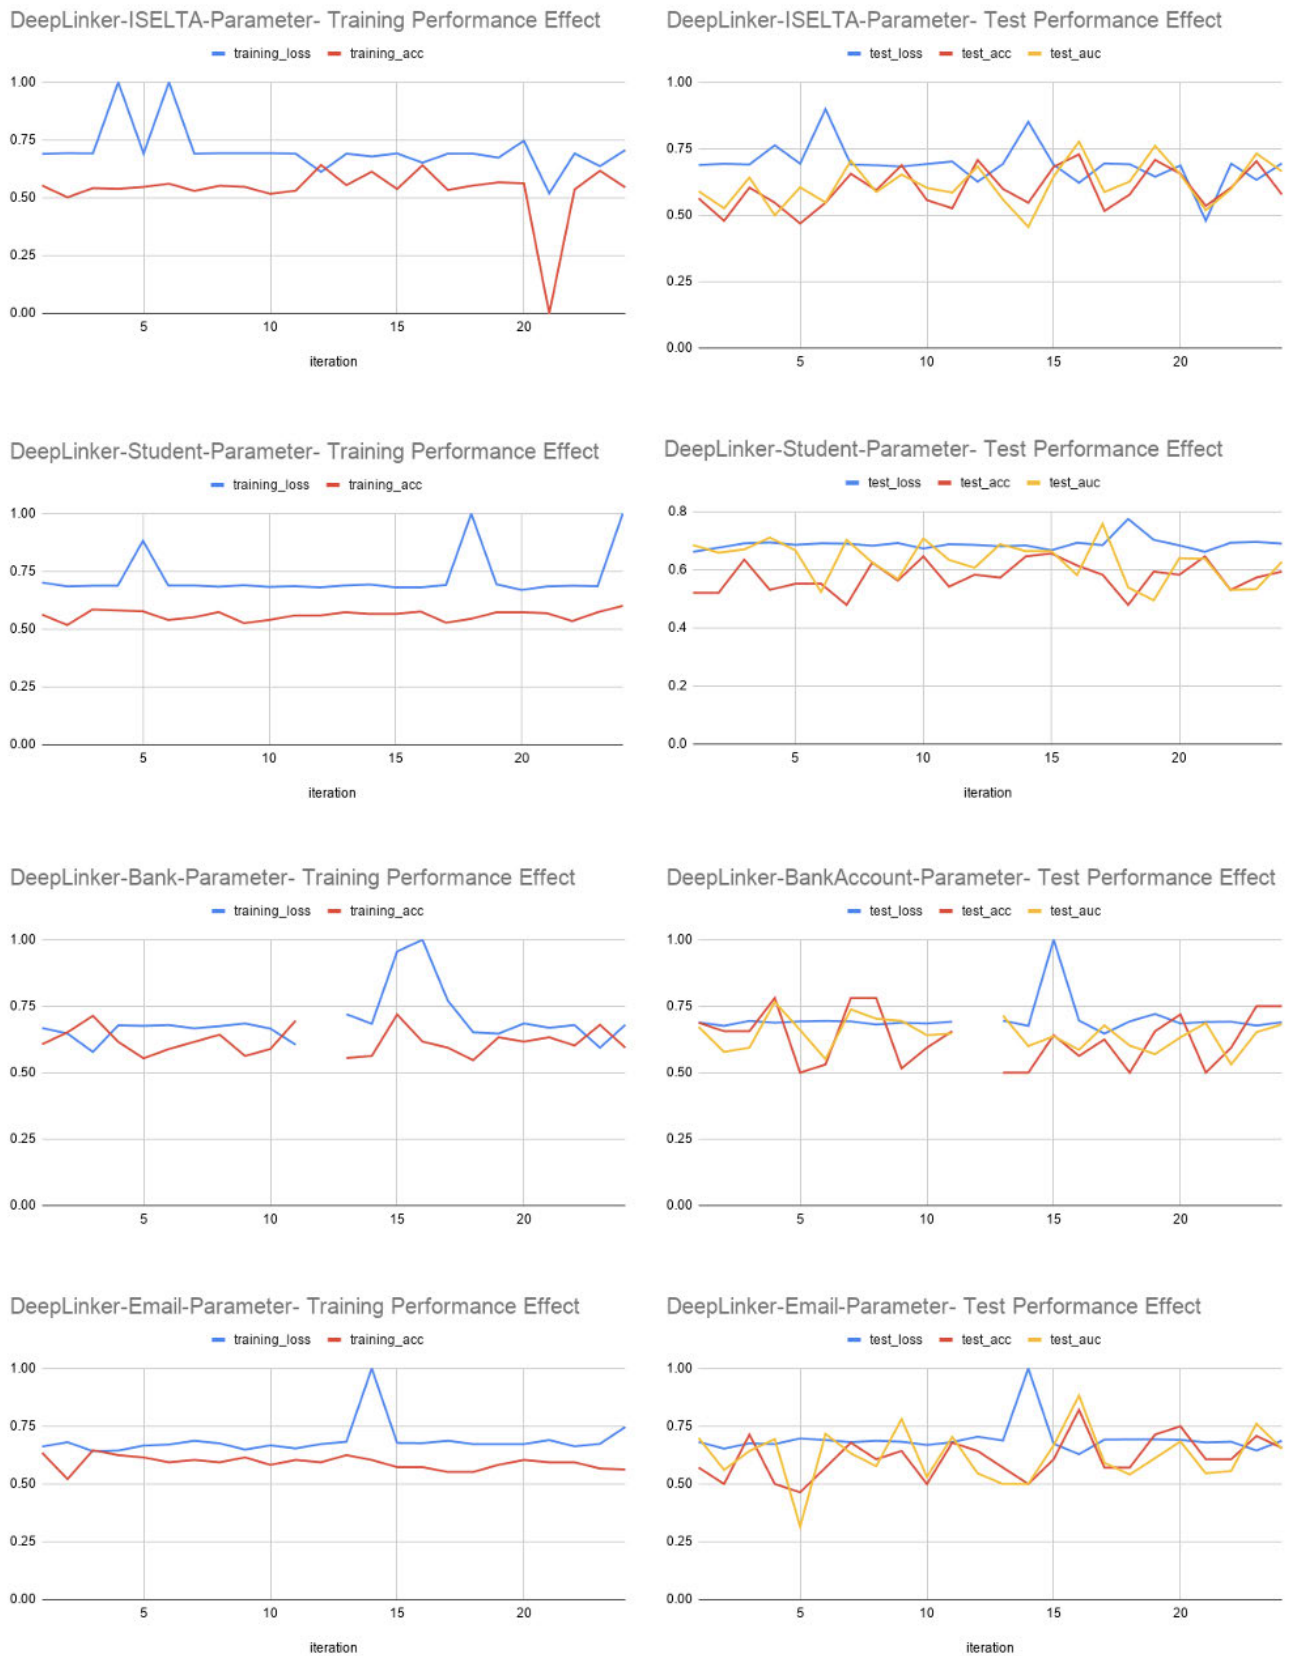 DeepLinker-ISELTA-Parameter- Training Performance Effect
training_loss training_acc
1.00
0.75
0.50
0.25
0.00
5 10 15 20
iteration
DeepLinker-ISELTA-Parameter- Test Performance Effect
test_loss test_acc test_auc
1.00
0.75
0.50
0.25
0.00
5 10 15 20
DeepLinker-Student-Parameter- Training Performance Effect
training_loss training_acc
1.00
0.75
0.50
0.25
0.00
5 10 15 20
iteration
DeepLinker-Student-Parameter- Test Performance Effect
test_loss test_acc test_auc
0.8
0.6
0.4
0.2
0.0
5 10 15 20
iteration
DeepLinker-Bank-Parameter- Training Performance Effect
training_loss training_acc
1.00
0.75
0.50
0.25
0.00
5 10 15 20
DeepLinker-BankAccount-Parameter- Test Performance Effect
test_loss test_acc test_auc
1.00
0.75
0.50
0.25
0.00
5 10 15 20
DeepLinker-Email-Parameter- Training Performance Effect
training_loss training_acc
1.00
0.75
0.50
0.25
0.00
5 10 15 20
iteration
DeepLinker-Email-Parameter- Test Performance Effect
test_loss test_acc test_auc
1.00
0.75
0.50
0.25
0.00
5 10 15 20
iteration